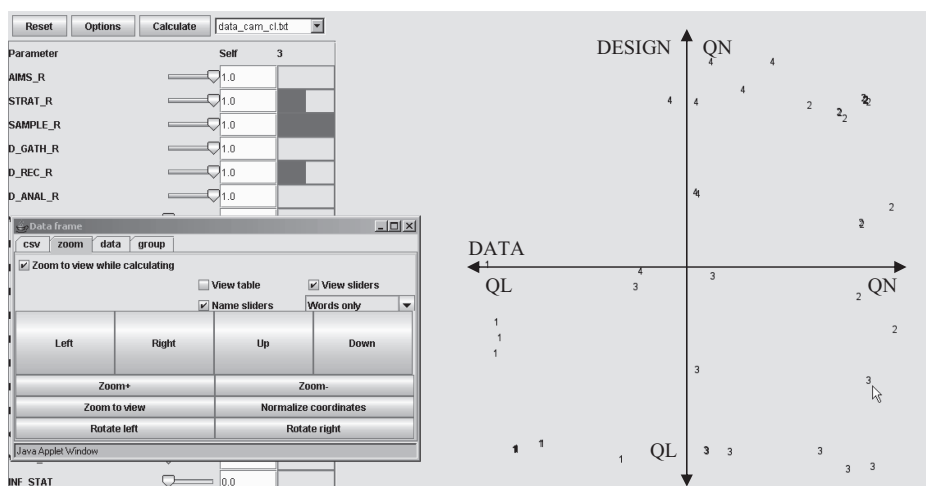 Reset Options Calculate data_cam_cl.txt
Parameter Self 3
AIMS_R 1.0
STRAT_R 1.0
SAMPLE_R 1.0
D_GATH_R 1.0
D_REC_R 1.0
D_ANAL_R 1.0
Data frame
csv zoom data group
Zoom to view while calculating
View table View sliders
Name sliders Words only
Left Right Up Down
Zoom+ Zoom-
Zoom to view Normalize coordinates
Rotate left Rotate right
Java Applet Window
INF_STAT 0.0
DESIGN QN
4 4
4
4 4 2 2 2
2 2
4 4
2
2
DATA
1
QL QN
4 3
3
2
1
1 2
1
3
3
1 1 QL 3 3 3
1
3 3